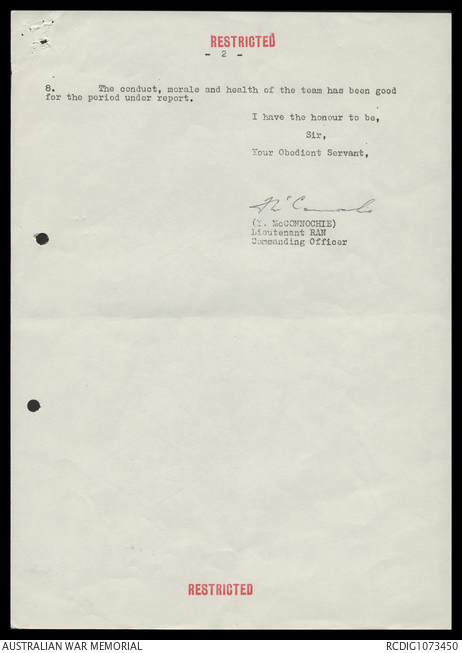 RESTRICTED
- 2 -
8. The conduct, morale and health of the team has been good
for the period under report.
I have the honour to be,
Sir,
Your Obedient Servant,
McConnochie
(I. McCONNOCHIE)
Lieutenant RAN
Commanding Officer
RESTRICTED
AUSTRALIAN WAR MEMORIAL
RCDIG1073450